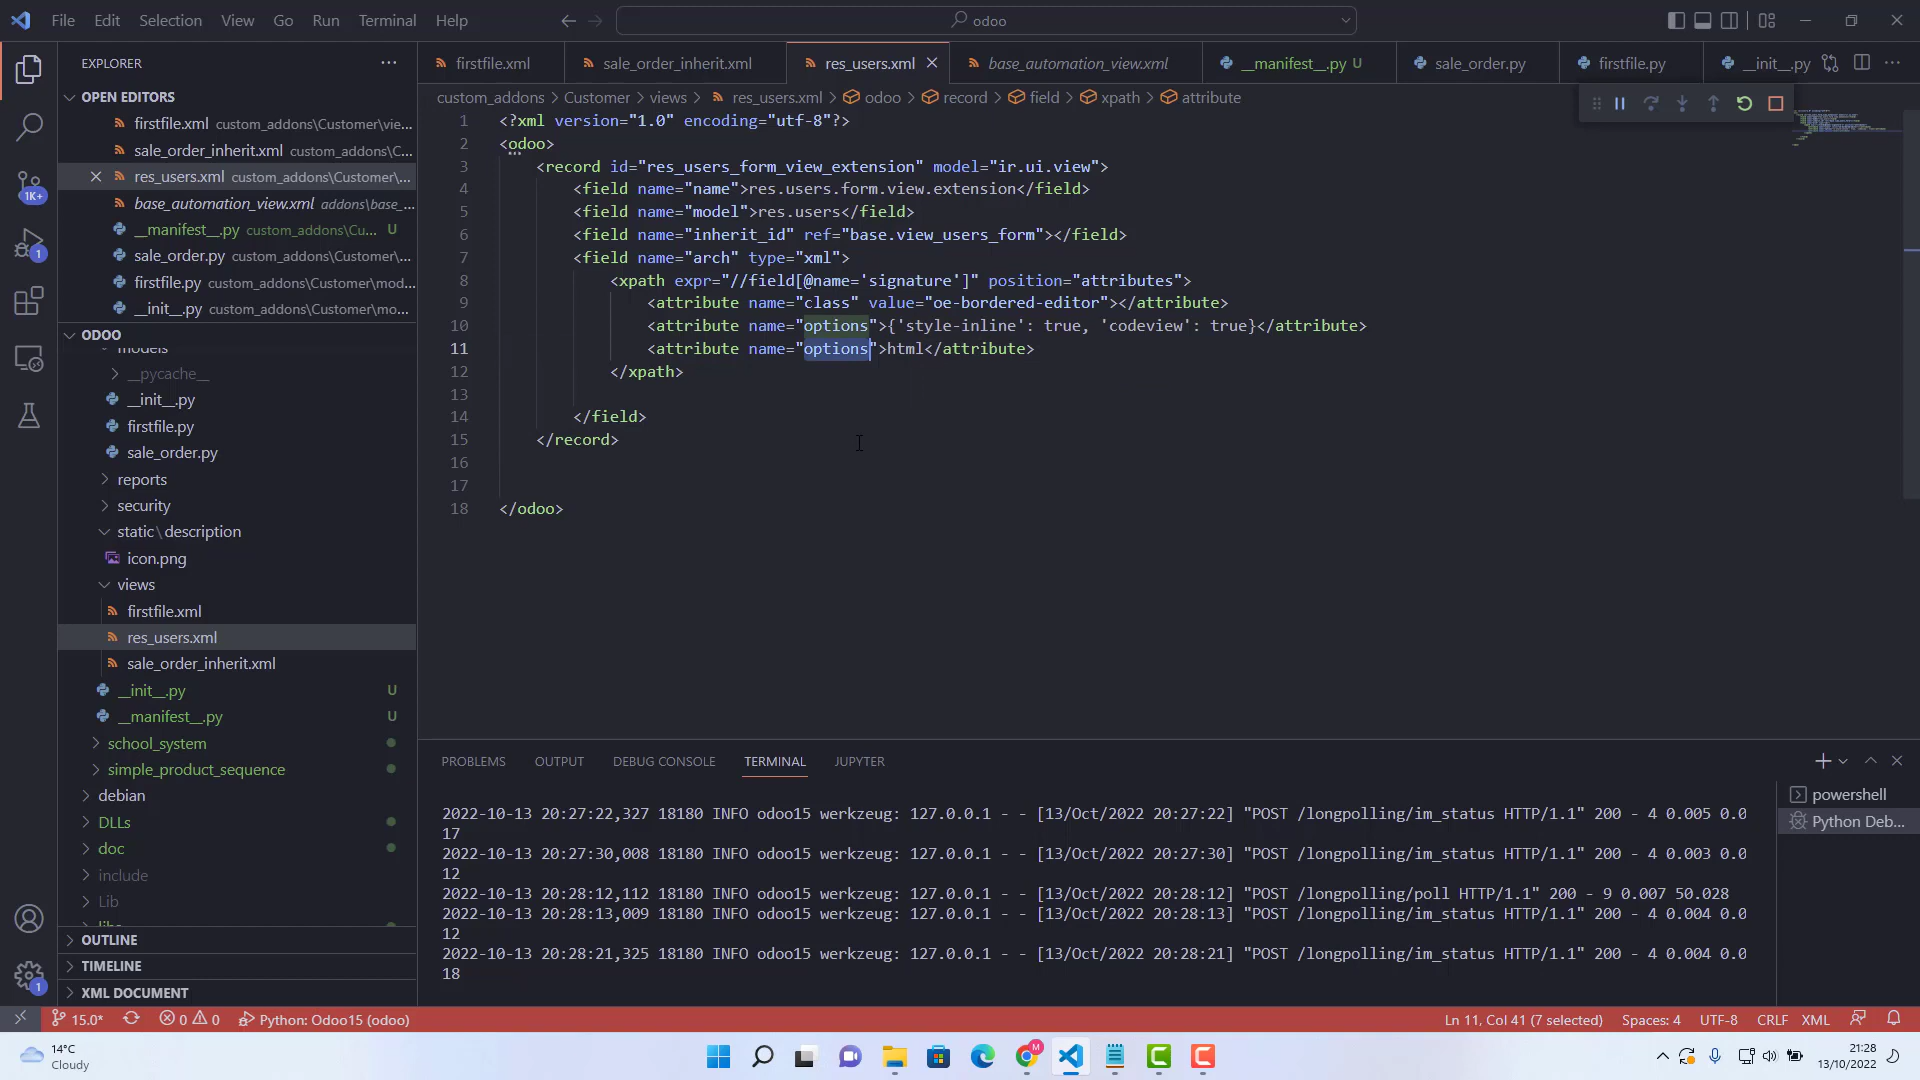 File Edit Selection View Go Run Terminal Help
odoo
EXPLORER
OPEN EDITORS
firstfile.xml custom_addons\Customer\vie...
sale_order_inherit.xml custom_addons\C...
res_users.xml custom_addons\Customer\...
base_automation_view.xml addons\base_...
__manifest__.py custom_addons\Cu... U
sale_order.py custom_addons\Customer\...
firstfile.py custom_addons\Customer\mod...
__init__.py custom_addons\Customer\mo...
ODOO
models
__pycache__
__init__.py
firstfile.py
sale_order.py
reports
security
static\description
icon.png
views
firstfile.xml
res_users.xml
sale_order_inherit.xml
__init__.py U
__manifest__.py U
school_system
simple_product_sequence
debian
DLLs
doc
include
Lib
OUTLINE
TIMELINE
XML DOCUMENT
1K+
1
1
firstfile.xml sale_order_inherit.xml res_users.xml base_automation_view.xml __manifest__.py U sale_order.py firstfile.py __init__.py
custom_addons > Customer > views > res_users.xml > odoo > record > field > xpath > attribute
1 <?xml version="1.0" encoding="utf-8"?>
2 <odoo>
3 <record id="res_users_form_view_extension" model="ir.ui.view">
4 <field name="name">res.users.form.view.extension</field>
5 <field name="model">res.users</field>
6 <field name="inherit_id" ref="base.view_users_form"></field>
7 <field name="arch" type="xml">
8 <xpath expr="//field[@name='signature']" position="attributes">
9 <attribute name="class" value="oe-bordered-editor"></attribute>
10 <attribute name="options">{'style-inline': true, 'codeview': true}</attribute>
11 <attribute name="options">html</attribute>
12 </xpath>
13
14 </field>
15 </record>
16
17
18 </odoo>
PROBLEMS OUTPUT DEBUG CONSOLE TERMINAL JUPYTER
2022-10-13 20:27:22,327 18180 INFO odoo15 werkzeug: 127.0.0.1 - - [13/Oct/2022 20:27:22] "POST /longpolling/im_status HTTP/1.1" 200 - 4 0.005 0.0
17
2022-10-13 20:27:30,008 18180 INFO odoo15 werkzeug: 127.0.0.1 - - [13/Oct/2022 20:27:30] "POST /longpolling/im_status HTTP/1.1" 200 - 4 0.003 0.0
12
2022-10-13 20:28:12,112 18180 INFO odoo15 werkzeug: 127.0.0.1 - - [13/Oct/2022 20:28:12] "POST /longpolling/poll HTTP/1.1" 200 - 9 0.007 50.028
2022-10-13 20:28:13,009 18180 INFO odoo15 werkzeug: 127.0.0.1 - - [13/Oct/2022 20:28:13] "POST /longpolling/im_status HTTP/1.1" 200 - 4 0.004 0.0
12
2022-10-13 20:28:21,325 18180 INFO odoo15 werkzeug: 127.0.0.1 - - [13/Oct/2022 20:28:21] "POST /longpolling/im_status HTTP/1.1" 200 - 4 0.004 0.0
18
powershell
Python Deb...
15.0* 0 0 Python: Odoo15 (odoo) Ln 11, Col 41 (7 selected) Spaces: 4 UTF-8 CRLF XML
14°C
Cloudy
M
21:28
13/10/2022